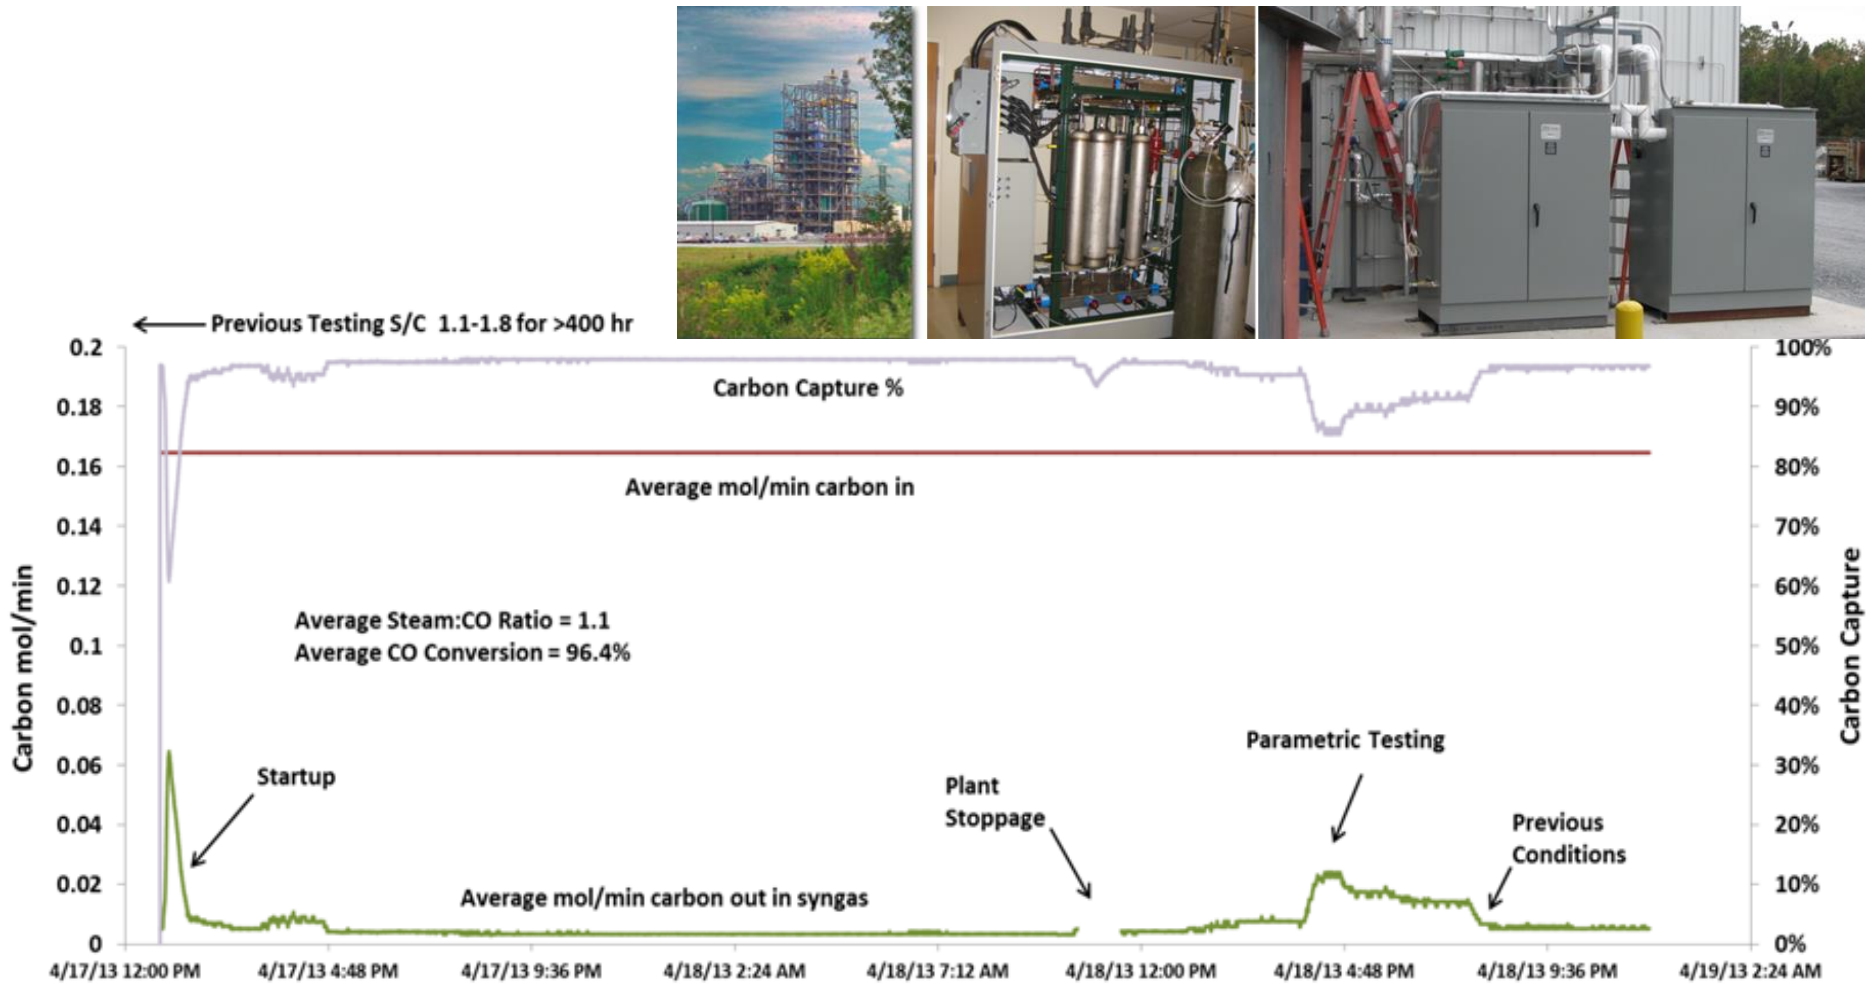 Previous Testing S/C 1.1-1.8 for >400 hr
0.2
0.18
0.16
0.14
0.12
0.1
0.08
0.06
0.04
0.02
0
Carbon mol/min
100%
90%
80%
70%
60%
50%
40%
30%
20%
10%
0%
Carbon Capture
Carbon Capture %
Average mol/min carbon in
Average Steam:CO Ratio = 1.1
Average CO Conversion = 96.4%
Startup
Average mol/min carbon out in syngas
Plant
Stoppage
Parametric Testing
Previous
Conditions
4/17/13 12:00 PM
4/17/13 4:48 PM
4/17/13 9:36 PM
4/18/13 2:24 AM
4/18/13 7:12 AM
4/18/13 12:00 PM
4/18/13 4:48 PM
4/18/13 9:36 PM
4/19/13 2:24 AM